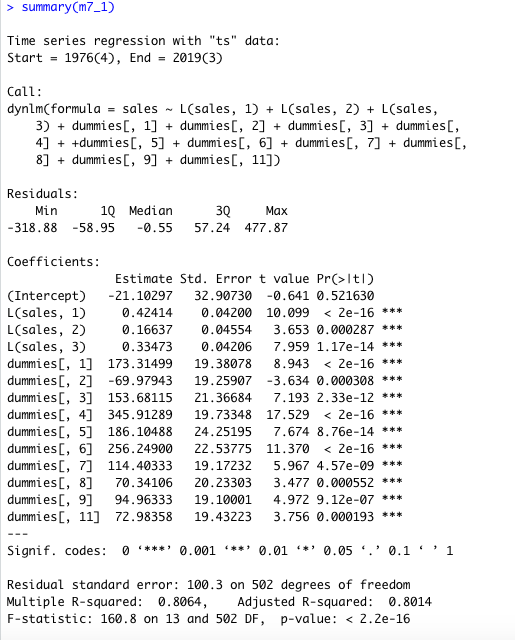 > summary(m7_1)
Time series regression with "ts" data:
Start = 1976(4), End = 2019(3)
Call:
dynlm(formula = sales ~ L(sales, 1) + L(sales, 2) + L(sales,
    3) + dummies[, 1] + dummies[, 2] + dummies[, 3] + dummies[,
    4] + +dummies[, 5] + dummies[, 6] + dummies[, 7] + dummies[,
    8] + dummies[, 9] + dummies[, 11])
Residuals:
    Min      1Q  Median      3Q     Max
-318.88  -58.95   -0.55   57.24  477.87
Coefficients:
              Estimate Std. Error t value Pr(>|t|)
(Intercept)  -21.10297   32.90730  -0.641 0.521630
L(sales, 1)    0.42414    0.04200  10.099  < 2e-16 ***
L(sales, 2)    0.16637    0.04554   3.653 0.000287 ***
L(sales, 3)    0.33473    0.04206   7.959 1.17e-14 ***
dummies[, 1] 173.31499   19.38078   8.943  < 2e-16 ***
dummies[, 2] -69.97943   19.25907  -3.634 0.000308 ***
dummies[, 3] 153.68115   21.36684   7.193 2.33e-12 ***
dummies[, 4] 345.91289   19.73348  17.529  < 2e-16 ***
dummies[, 5] 186.10488   24.25195   7.674 8.76e-14 ***
dummies[, 6] 256.24900   22.53775  11.370  < 2e-16 ***
dummies[, 7] 114.40333   19.17232   5.967 4.57e-09 ***
dummies[, 8]  70.34106   20.23303   3.477 0.000552 ***
dummies[, 9]  94.96333   19.10001   4.972 9.12e-07 ***
dummies[, 11] 72.98358   19.43223   3.756 0.000193 ***
---
Signif. codes:  0 ‘***’ 0.001 ‘**’ 0.01 ‘*’ 0.05 ‘.’ 0.1 ‘ ’ 1
Residual standard error: 100.3 on 502 degrees of freedom
Multiple R-squared:  0.8064,    Adjusted R-squared:  0.8014
F-statistic: 160.8 on 13 and 502 DF,  p-value: < 2.2e-16